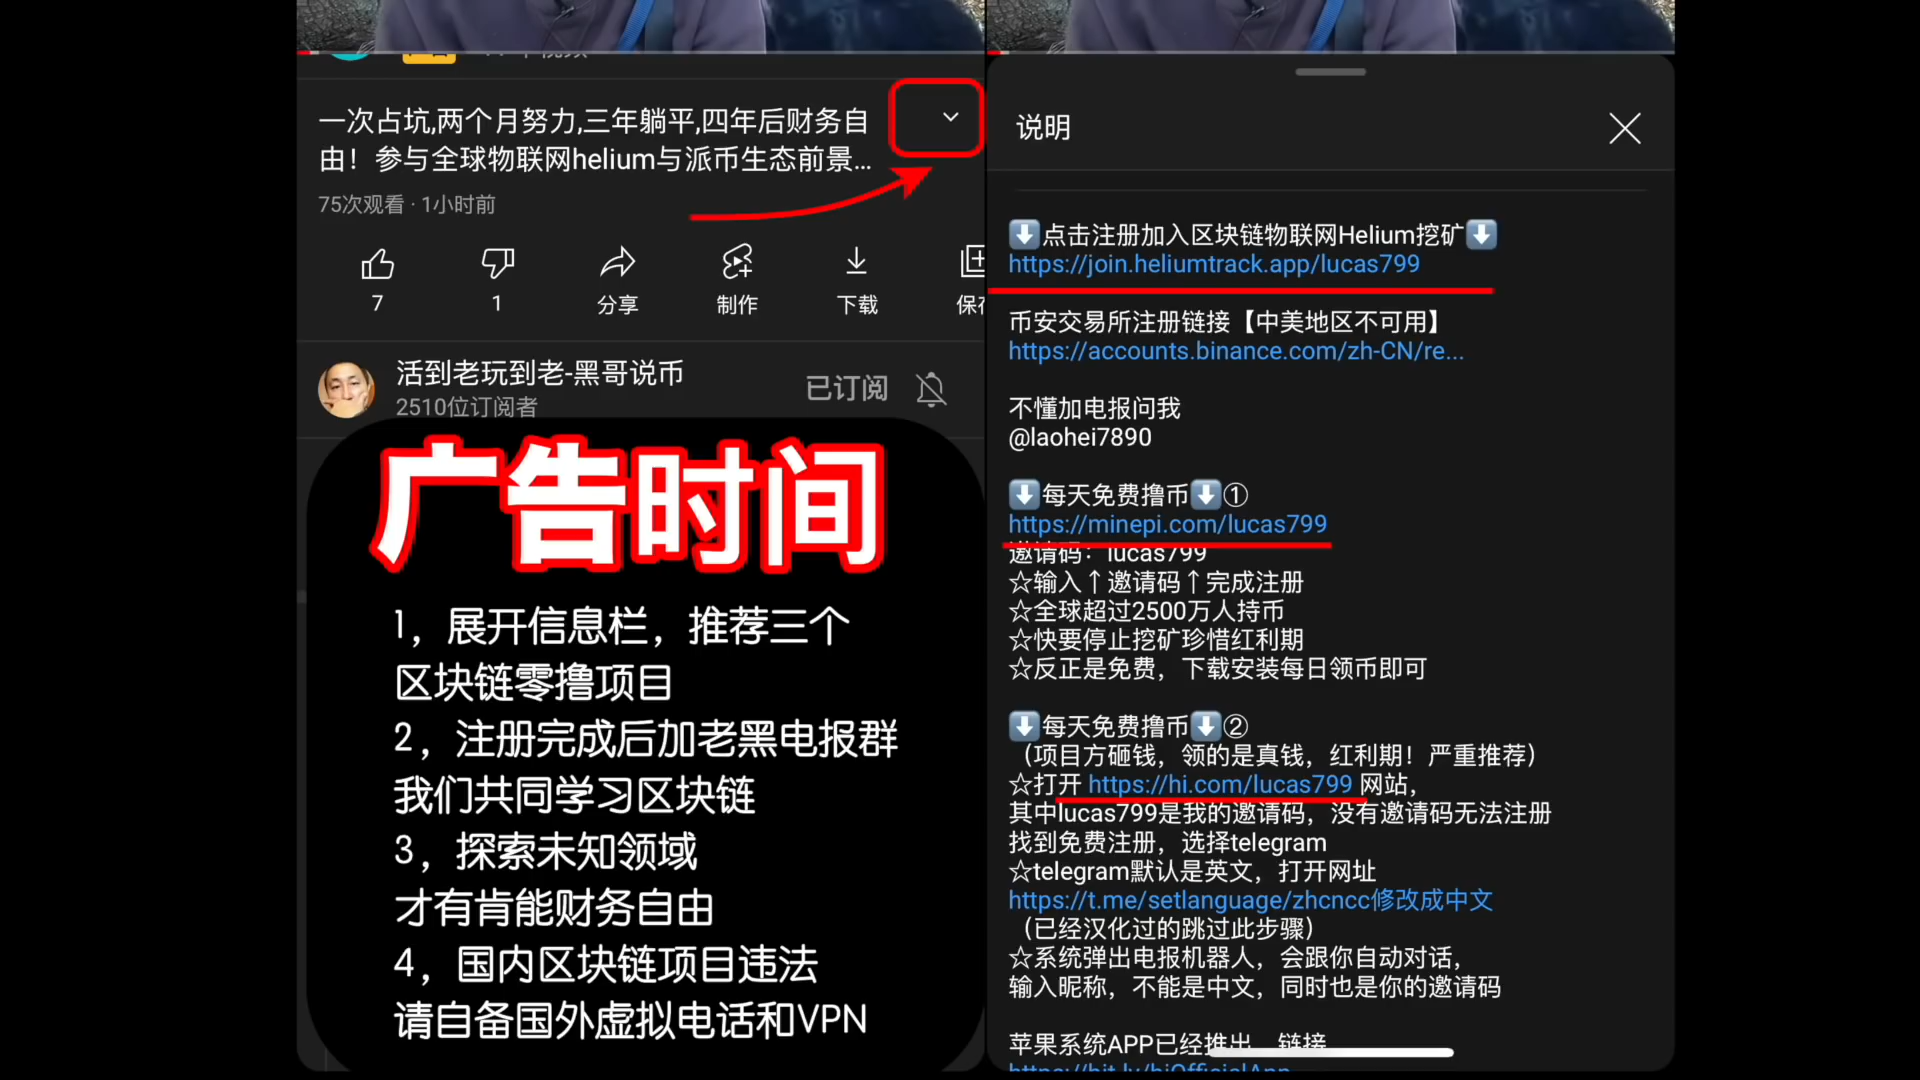 一次占坑,两个月努力,三年躺平,四年后财务自
由！参与全球物联网helium与派币生态前景...
75次观看 · 1小时前
7
1
分享
制作
下载
保存
活到老玩到老-黑哥说币
2510位订阅者
已订阅
广告时间
1，展开信息栏，推荐三个
区块链零撸项目
2，注册完成后加老黑电报群
我们共同学习区块链
3，探索未知领域
才有肯能财务自由
4，国内区块链项目违法
请自备国外虚拟电话和VPN
说明
⬇️点击注册加入区块链物联网Helium挖矿⬇️
https://join.heliumtrack.app/lucas799
币安交易所注册链接【中美地区不可用】
https://accounts.binance.com/zh-CN/re...
不懂加电报问我
@laohei7890
⬇️每天免费撸币⬇️①
https://minepi.com/lucas799
邀请码：lucas799
☆输入↑邀请码↑完成注册
☆全球超过2500万人持币
☆快要停止挖矿珍惜红利期
☆反正是免费，下载安装每日领币即可
⬇️每天免费撸币⬇️②
（项目方砸钱，领的是真钱，红利期！严重推荐）
☆打开 https://hi.com/lucas799 网站，
其中lucas799是我的邀请码，没有邀请码无法注册
找到免费注册，选择telegram
☆telegram默认是英文，打开网址
https://t.me/setlanguage/zhcncc修改成中文
（已经汉化过的跳过此步骤）
☆系统弹出电报机器人，会跟你自动对话，
输入昵称，不能是中文，同时也是你的邀请码
苹果系统APP已经推出，链接
https://bit.ly/hiOfficialApp